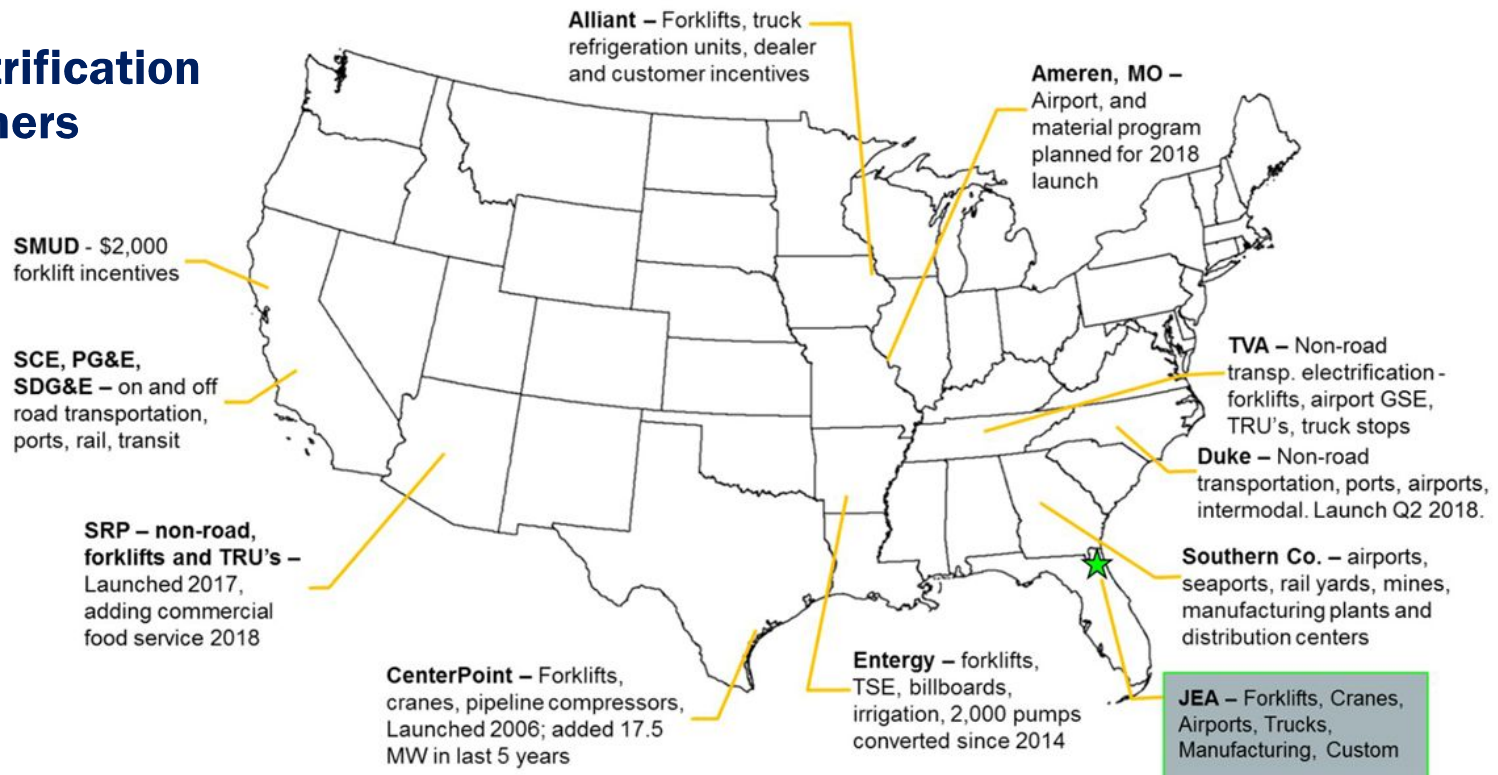 trification
ners
Alliant – Forklifts, truck
refrigeration units, dealer
and customer incentives
Ameren, MO –
Airport, and
material program
planned for 2018
launch
SMUD - $2,000
forklift incentives
SCE, PG&E,
SDG&E – on and off
road transportation,
ports, rail, transit
TVA – Non-road
transp. electrification -
forklifts, airport GSE,
TRU's, truck stops
Duke – Non-road
transportation, ports, airports,
intermodal. Launch Q2 2018.
SRP – non-road,
forklifts and TRU's –
Launched 2017,
adding commercial
food service 2018
Southern Co. – airports,
seaports, rail yards, mines,
manufacturing plants and
distribution centers
CenterPoint – Forklifts,
cranes, pipeline compressors,
Launched 2006; added 17.5
MW in last 5 years
Entergy – forklifts,
TSE, billboards,
irrigation, 2,000 pumps
converted since 2014
JEA – Forklifts, Cranes,
Airports, Trucks,
Manufacturing, Custom